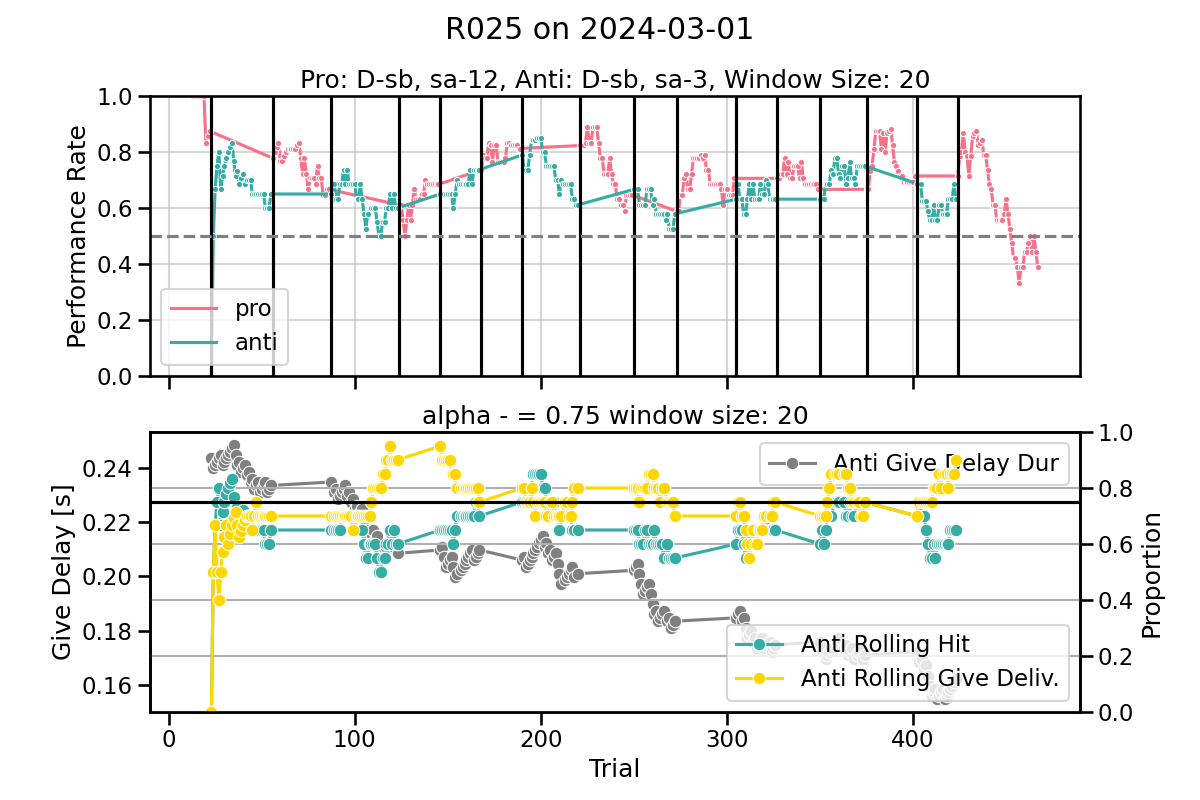 R025 on 2024-03-01
Pro: D-sb, sa-12, Anti: D-sb, sa-3, Window Size: 20
1.0
0.8
0.6
0.4
0.2
0.0
Performance Rate
pro
anti
alpha - = 0.75 window size: 20
0.24
0.22
0.20
0.18
0.16
Give Delay [s]
Anti Give Delay Dur
1.0
0.8
0.6
0.4
0.2
0.0
Proportion
Anti Rolling Hit
Anti Rolling Give Deliv.
0 100 200 300 400
Trial